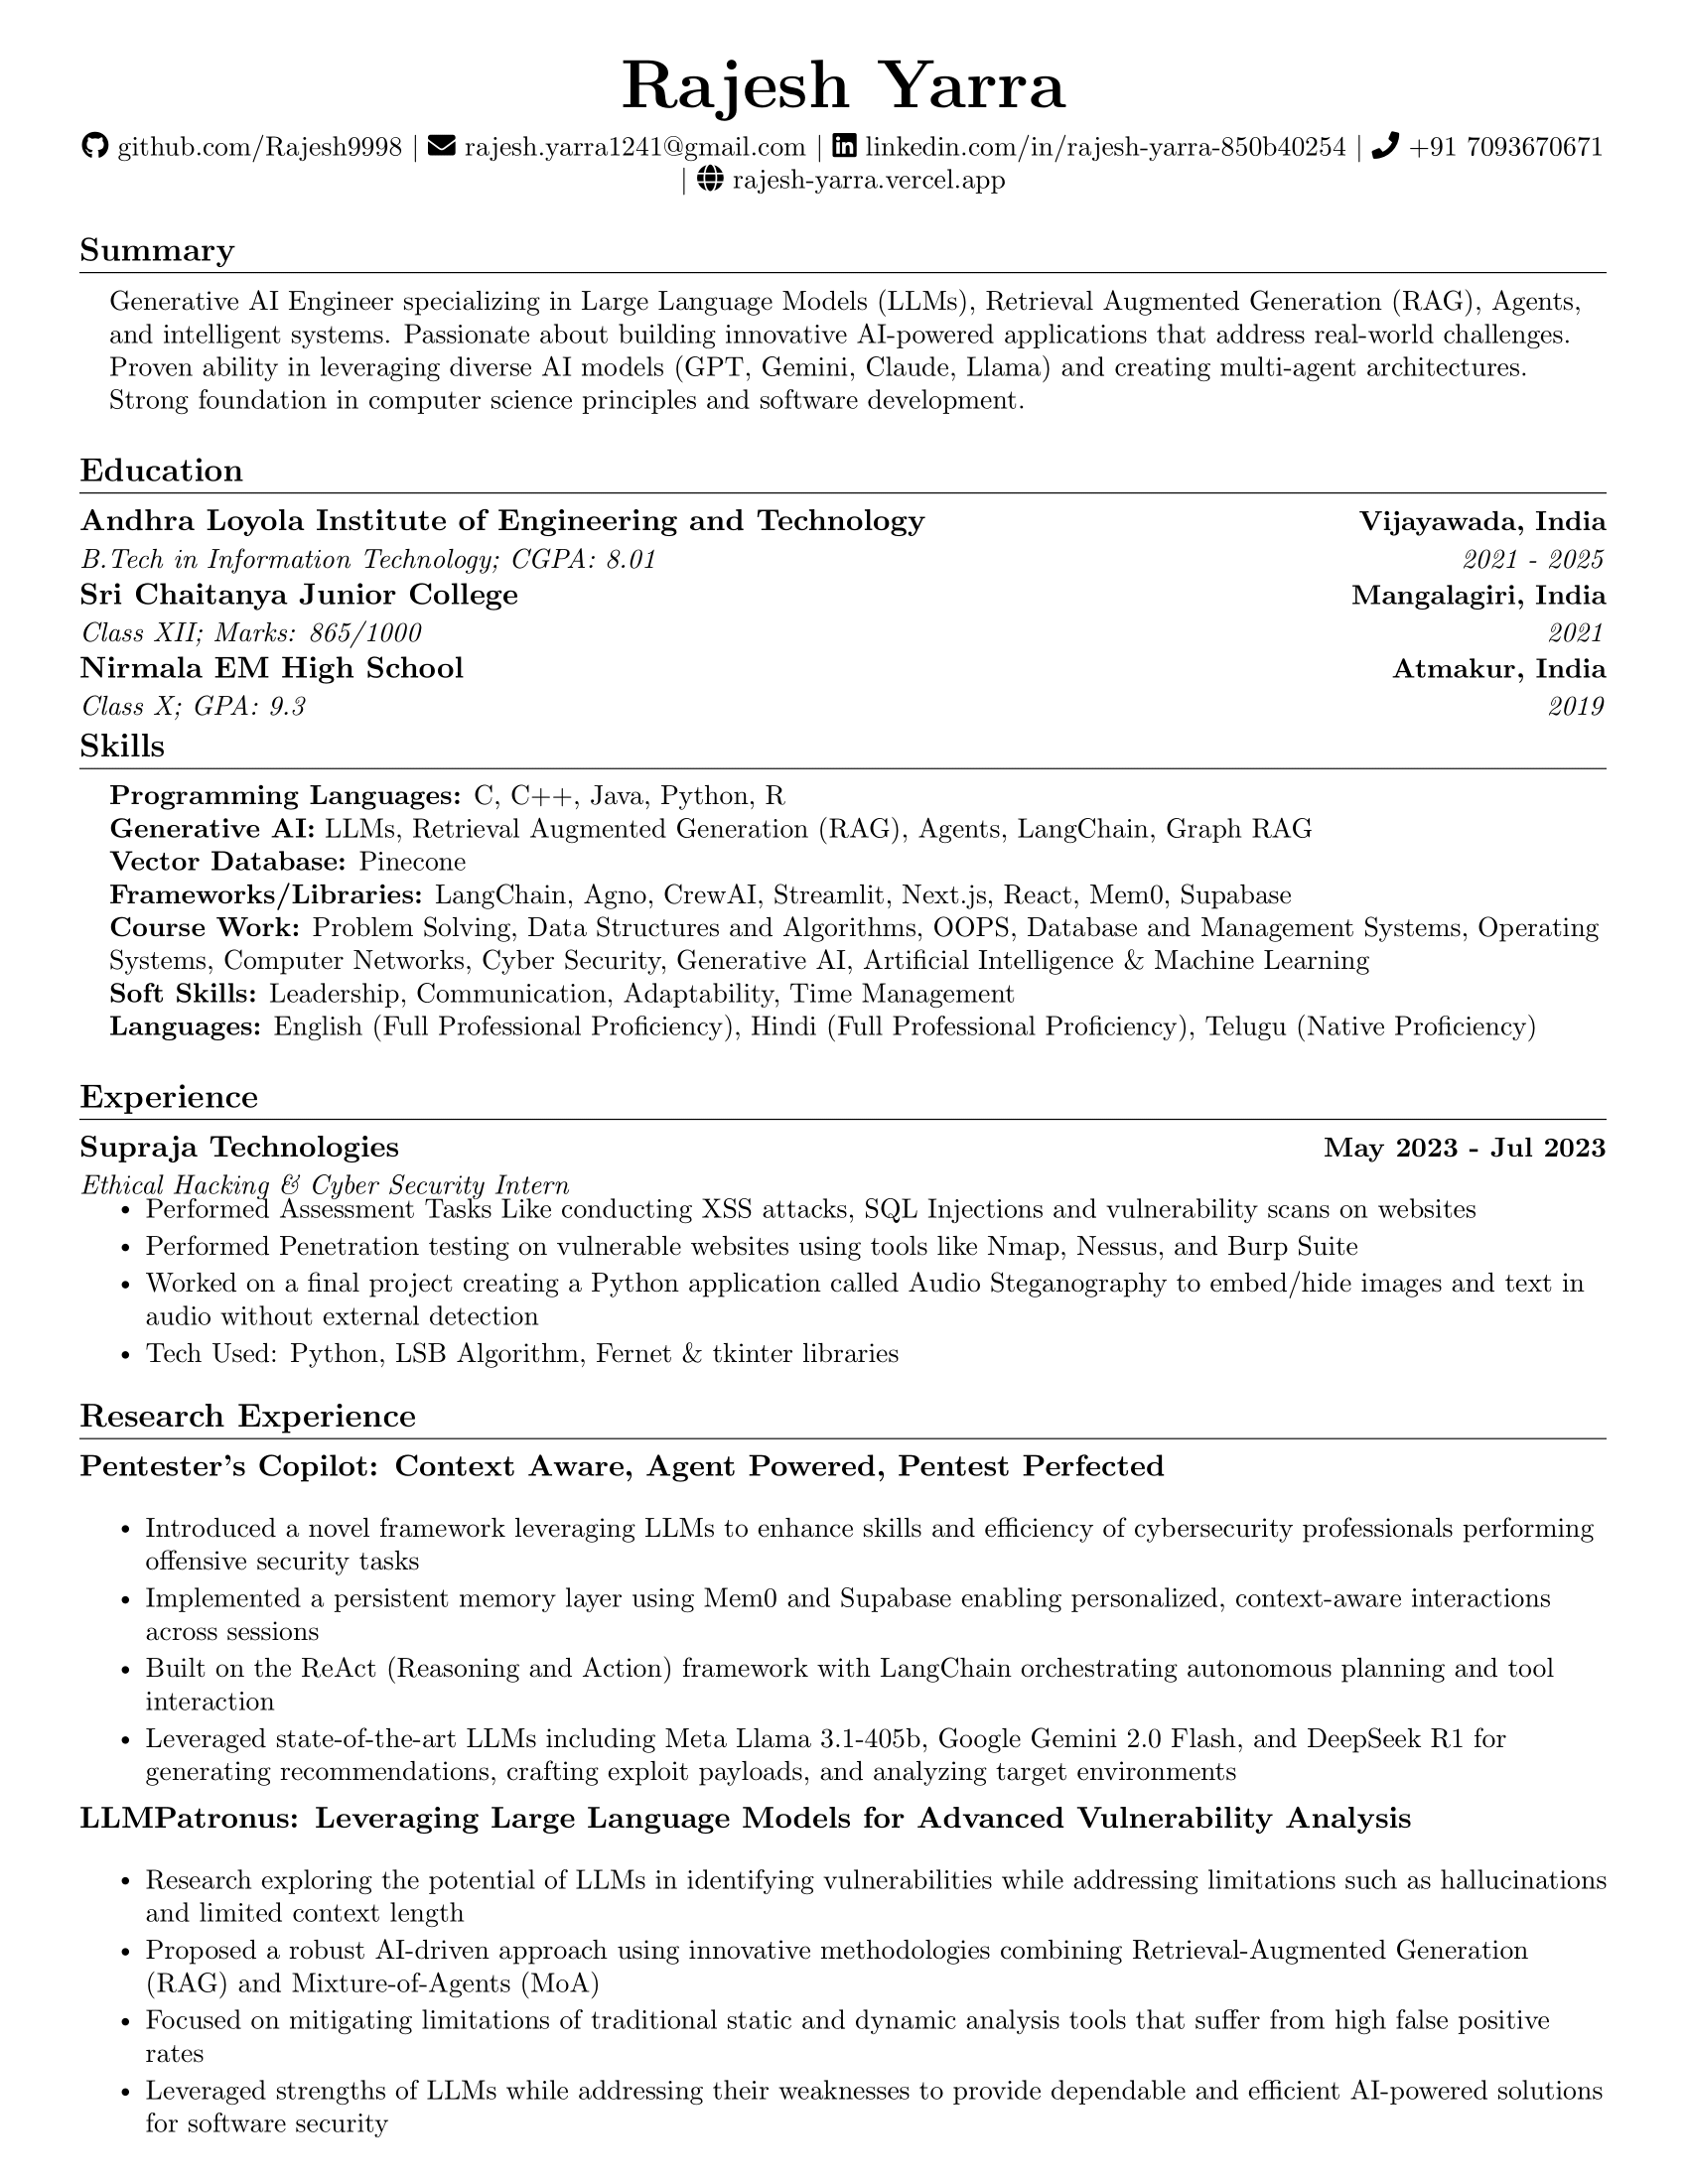 Rajesh Yarra
github.com/Rajesh9998 | rajesh.yarra1241@gmail.com | linkedin.com/in/rajesh-yarra-850b40254 | +91 7093670671
| rajesh-yarra.vercel.app
Summary
Generative AI Engineer specializing in Large Language Models (LLMs), Retrieval Augmented Generation (RAG), Agents,
and intelligent systems. Passionate about building innovative AI-powered applications that address real-world challenges.
Proven ability in leveraging diverse AI models (GPT, Gemini, Claude, Llama) and creating multi-agent architectures.
Strong foundation in computer science principles and software development.
Education
Andhra Loyola Institute of Engineering and Technology Vijayawada, India
B.Tech in Information Technology; CGPA: 8.01 2021 - 2025
Sri Chaitanya Junior College Mangalagiri, India
Class XII; Marks: 865/1000 2021
Nirmala EM High School Atmakur, India
Class X; GPA: 9.3 2019
Skills
Programming Languages: C, C++, Java, Python, R
Generative AI: LLMs, Retrieval Augmented Generation (RAG), Agents, LangChain, Graph RAG
Vector Database: Pinecone
Frameworks/Libraries: LangChain, Agno, CrewAI, Streamlit, Next.js, React, Mem0, Supabase
Course Work: Problem Solving, Data Structures and Algorithms, OOPS, Database and Management Systems, Operating
Systems, Computer Networks, Cyber Security, Generative AI, Artificial Intelligence & Machine Learning
Soft Skills: Leadership, Communication, Adaptability, Time Management
Languages: English (Full Professional Proficiency), Hindi (Full Professional Proficiency), Telugu (Native Proficiency)
Experience
Supraja Technologies May 2023 - Jul 2023
Ethical Hacking & Cyber Security Intern
• Performed Assessment Tasks Like conducting XSS attacks, SQL Injections and vulnerability scans on websites
• Performed Penetration testing on vulnerable websites using tools like Nmap, Nessus, and Burp Suite
• Worked on a final project creating a Python application called Audio Steganography to embed/hide images and text in
audio without external detection
• Tech Used: Python, LSB Algorithm, Fernet & tkinter libraries
Research Experience
Pentester's Copilot: Context Aware, Agent Powered, Pentest Perfected
• Introduced a novel framework leveraging LLMs to enhance skills and efficiency of cybersecurity professionals performing
offensive security tasks
• Implemented a persistent memory layer using Mem0 and Supabase enabling personalized, context-aware interactions
across sessions
• Built on the ReAct (Reasoning and Action) framework with LangChain orchestrating autonomous planning and tool
interaction
• Leveraged state-of-the-art LLMs including Meta Llama 3.1-405b, Google Gemini 2.0 Flash, and DeepSeek R1 for
generating recommendations, crafting exploit payloads, and analyzing target environments
LLMPatronus: Leveraging Large Language Models for Advanced Vulnerability Analysis
• Research exploring the potential of LLMs in identifying vulnerabilities while addressing limitations such as hallucinations
and limited context length
• Proposed a robust AI-driven approach using innovative methodologies combining Retrieval-Augmented Generation
(RAG) and Mixture-of-Agents (MoA)
• Focused on mitigating limitations of traditional static and dynamic analysis tools that suffer from high false positive
rates
• Leveraged strengths of LLMs while addressing their weaknesses to provide dependable and efficient AI-powered solutions
for software security